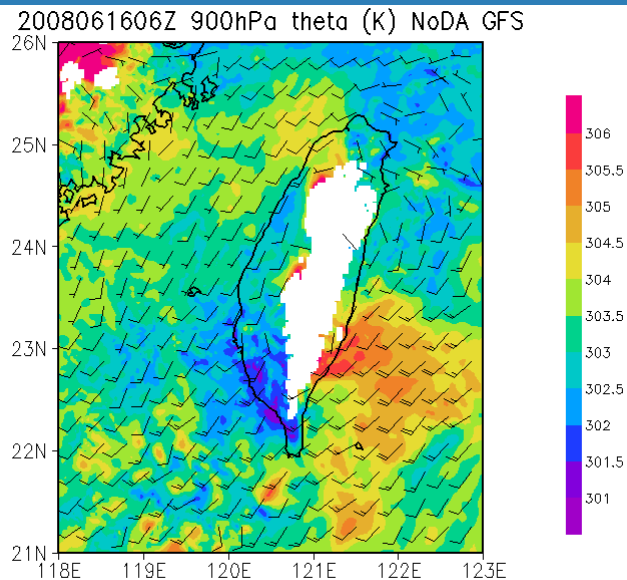 2008061606Z 900hPa theta (K) NoDA GFS
26N
25N
24N
23N
22N
21N
118E 119E 120E 121E 122E 123E
306
305.5
305
304.5
304
303.5
303
302.5
302
301.5
301